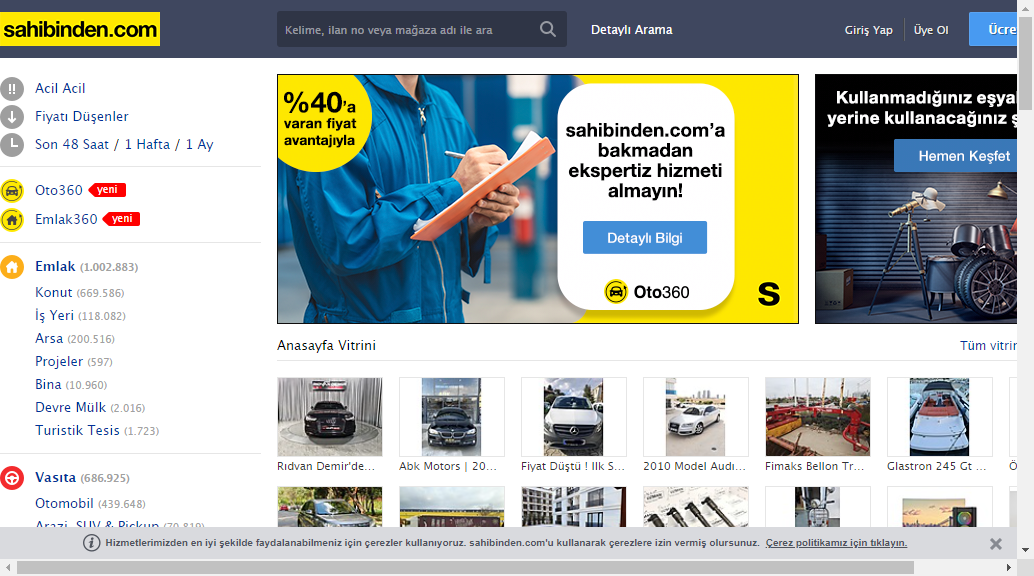 sahibinden.com
Kelime, ilan no veya mağaza adı ile ara
Detaylı Arama
Giriş Yap
Üye Ol
Ücre
Acil Acil
Fiyatı Düşenler
Son 48 Saat / 1 Hafta / 1 Ay
Oto360 yeni
Emlak360 yeni
Emlak (1.002.883)
Konut (669.586)
İş Yeri (118.082)
Arsa (200.516)
Projeler (597)
Bina (10.960)
Devre Mülk (2.016)
Turistik Tesis (1.723)
Vasıta (686.925)
Otomobil (439.648)
Arazi, SUV & Pickup (70.819)
%40'a
varan fiyat
avantajıyla
sahibinden.com'a
bakmadan
ekspertiz hizmeti
almayın!
Detaylı Bilgi
Oto360
S
Kullanmadığınız eşya
yerine kullanacağınız ş
Hemen Keşfet
Anasayfa Vitrini
Tüm vitrin
Rıdvan Demir'de...
Abk Motors | 20...
Fiyat Düştü ! Ilk S...
2010 Model Audi...
Fimaks Bellon Tr...
Glastron 245 Gt ...
Hizmetlerimizden en iyi şekilde faydalanabilmeniz için çerezler kullanıyoruz. sahibinden.com'u kullanarak çerezlere izin vermiş olursunuz. Çerez politikamız için tıklayın.